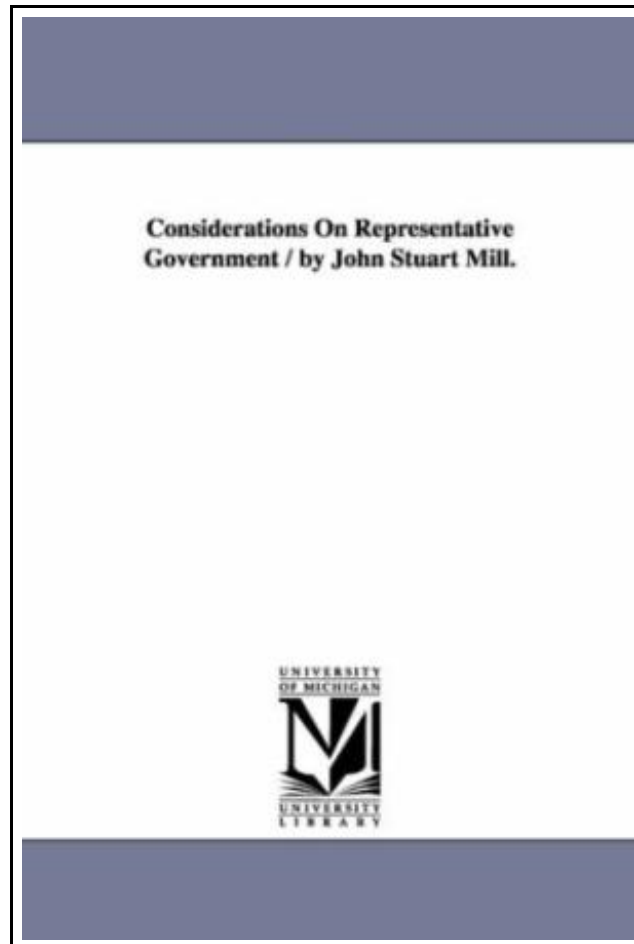 Considerations On Representative
Government / by John Stuart Mill.
UNIVERSITY
OF MICHIGAN
UNIVERSITY
LIBRARY